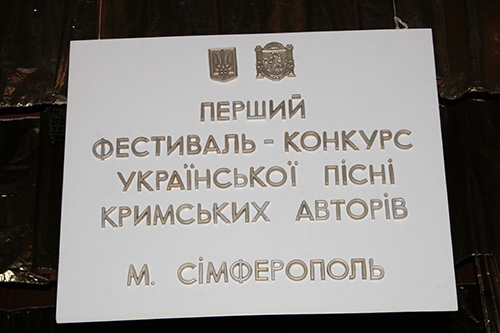 ПЕРШИЙ
ФЕСТИВАЛЬ - КОНКУРС
УКРАЇНСЬКОЇ ПІСНІ
КРИМСЬКИХ АВТОРІВ
М. СІМФЕРОПОЛЬ